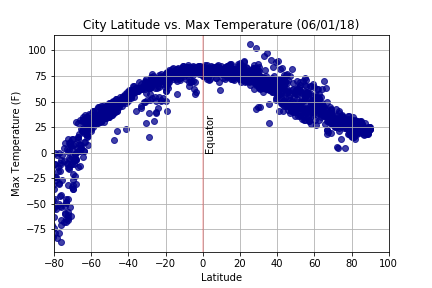 City Latitude vs. Max Temperature (06/01/18)
Max Temperature (F)
100
75
50
25
0
−25
−50
−75
Equator
−80 −60 −40 −20 0 20 40 60 80 100
Latitude